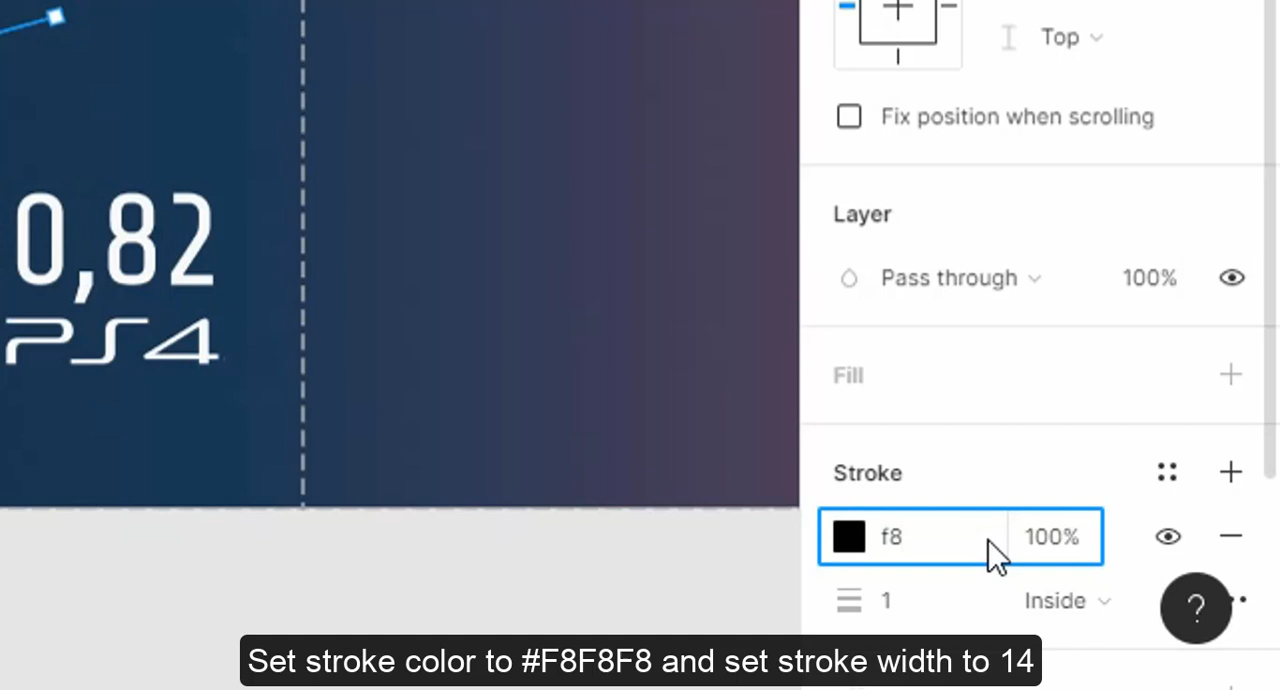 Top
Fix position when scrolling
0,82
PS4
Layer
Pass through 100%
Fill
Stroke
f8 100%
1 Inside
?
Set stroke color to #F8F8F8 and set stroke width to 14